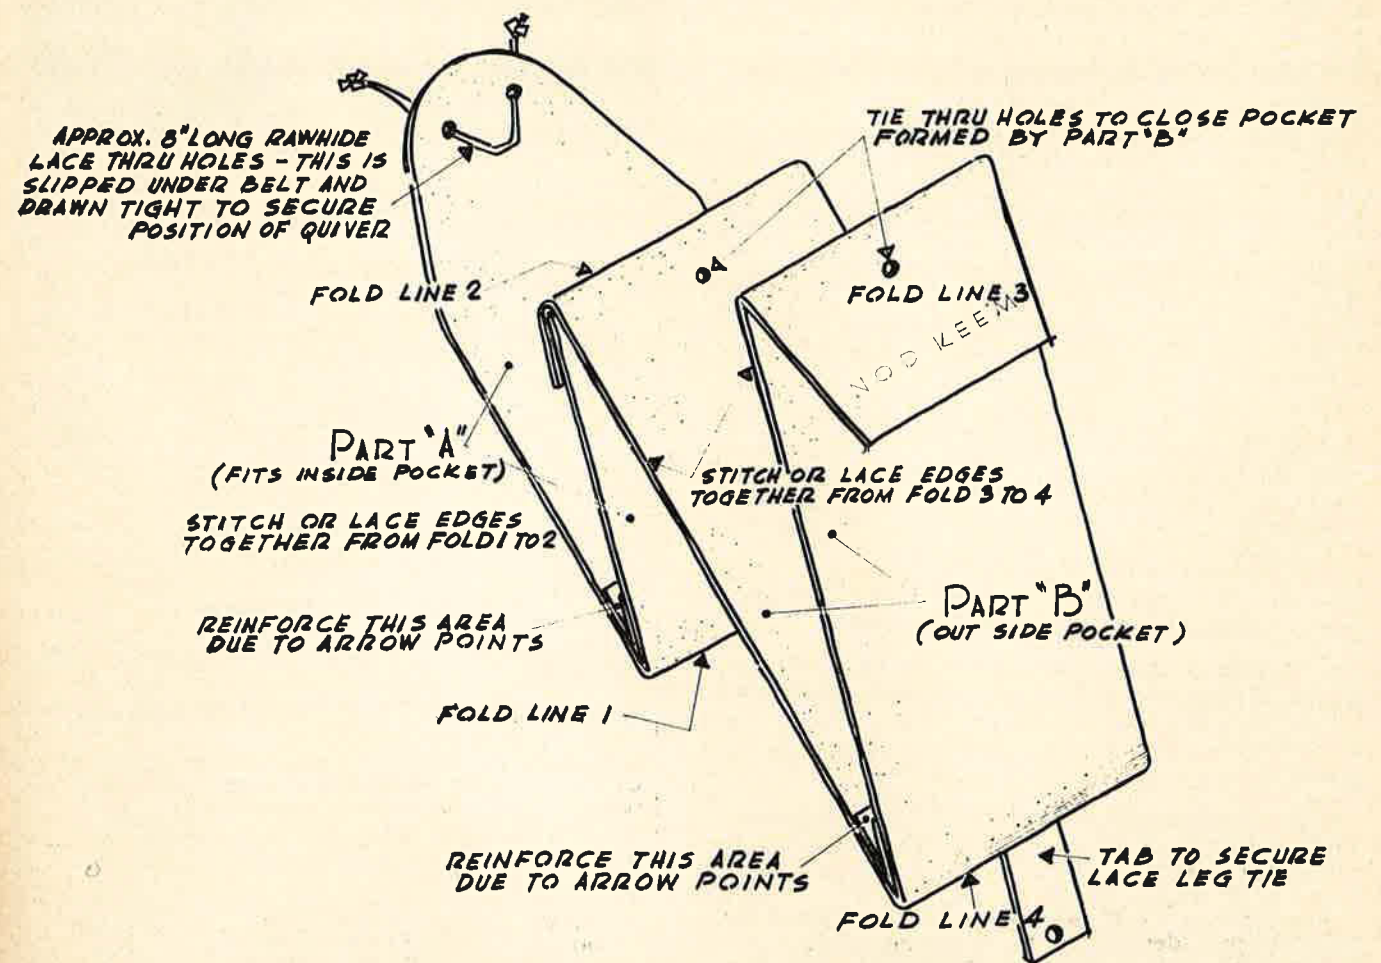 APPROX. 8" LONG RAWHIDE
LACE THRU HOLES - THIS IS
SLIPPED UNDER BELT AND
DRAWN TIGHT TO SECURE
POSITION OF QUIVER
TIE THRU HOLES TO CLOSE POCKET
FORMED BY PART "B"
FOLD LINE 2
FOLD LINE 3
NOD KEEM
PART "A"
(FITS INSIDE POCKET)
STITCH OR LACE EDGES
TOGETHER FROM FOLD 3 TO 4
STITCH OR LACE EDGES
TOGETHER FROM FOLD 1 TO 2
PART "B"
(OUT SIDE POCKET)
REINFORCE THIS AREA
DUE TO ARROW POINTS
FOLD LINE 1
REINFORCE THIS AREA
DUE TO ARROW POINTS
TAB TO SECURE
LACE LEG TIE
FOLD LINE 4